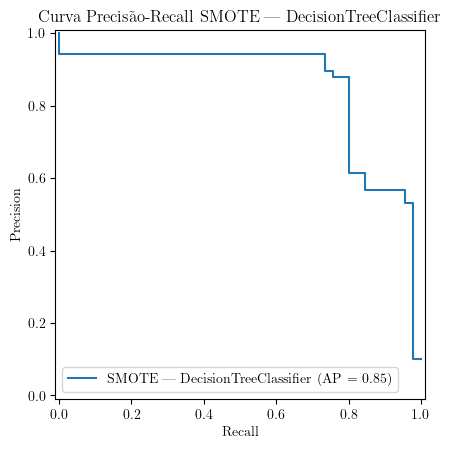 Curva Precisão-Recall SMOTE — DecisionTreeClassifier
1.0
0.8
0.6
0.4
0.2
0.0
Precision
SMOTE — DecisionTreeClassifier (AP = 0.85)
0.0 0.2 0.4 0.6 0.8 1.0
Recall